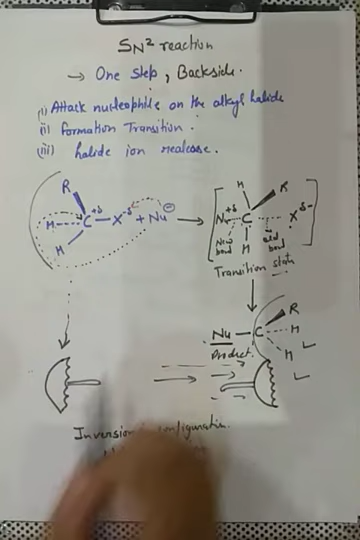 SN² reaction
→ One step, Backside.
(i) Attack nucleophile on the alkyl halide
(ii) Formation Transition.
(iii) halide ion realease.
R
H C+δ — X-δ + Nu⊖ →
H
H R
Nu+δ C X δ-
New bond H old bond
Transition state
R
Nu — C H
H
Product.
Inversion configuration.